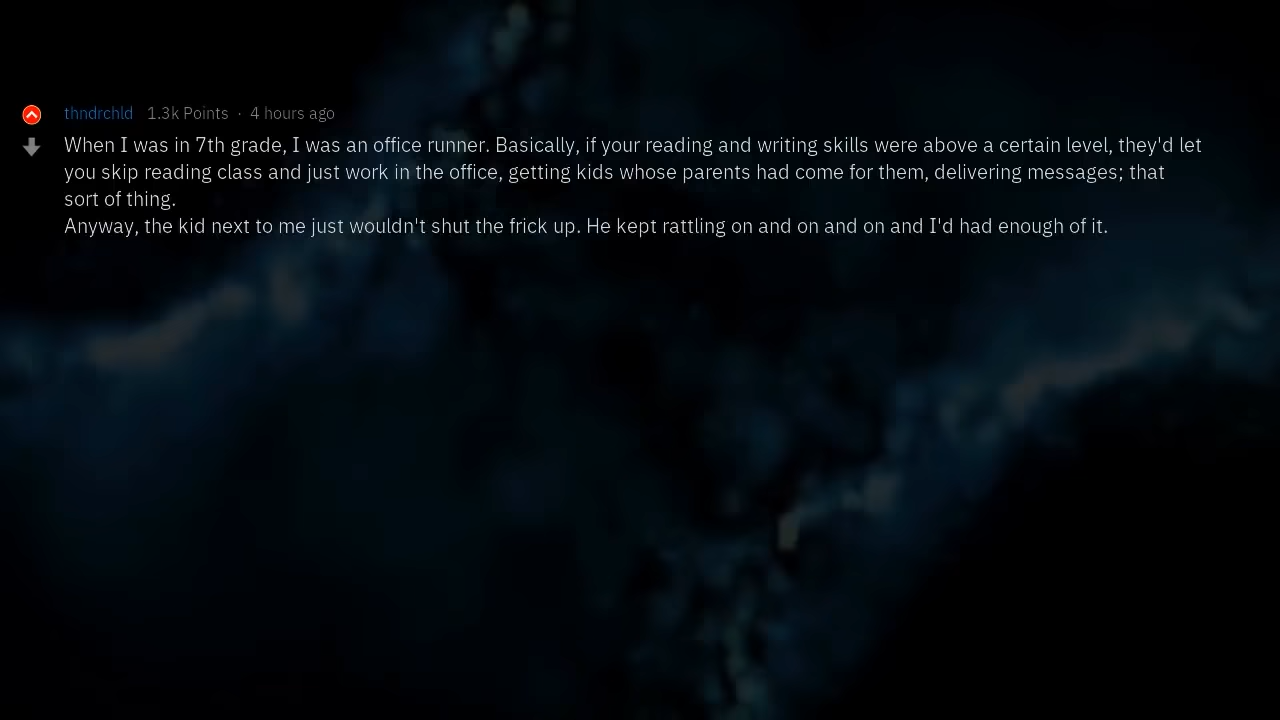 thndrchld 1.3k Points · 4 hours ago
When I was in 7th grade, I was an office runner. Basically, if your reading and writing skills were above a certain level, they'd let
you skip reading class and just work in the office, getting kids whose parents had come for them, delivering messages; that
sort of thing.
Anyway, the kid next to me just wouldn't shut the frick up. He kept rattling on and on and on and I'd had enough of it.